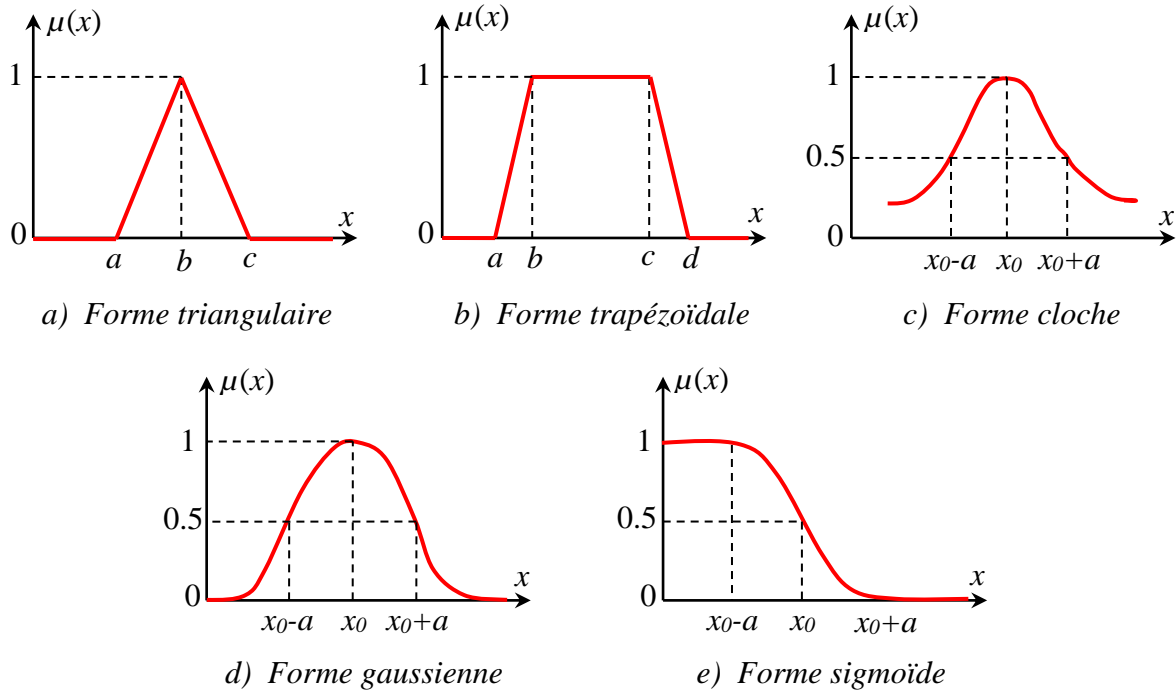 μ(x) μ(x) μ(x)
1 1 1
0.5
x x x
0 0 0
a b c a b c d x₀-a x₀ x₀+a
a) Forme triangulaire b) Forme trapézoïdale c) Forme cloche
μ(x) μ(x)
1 1
0.5 0.5
x x
0 0
x₀-a x₀ x₀+a x₀-a x₀ x₀+a
d) Forme gaussienne e) Forme sigmoïde